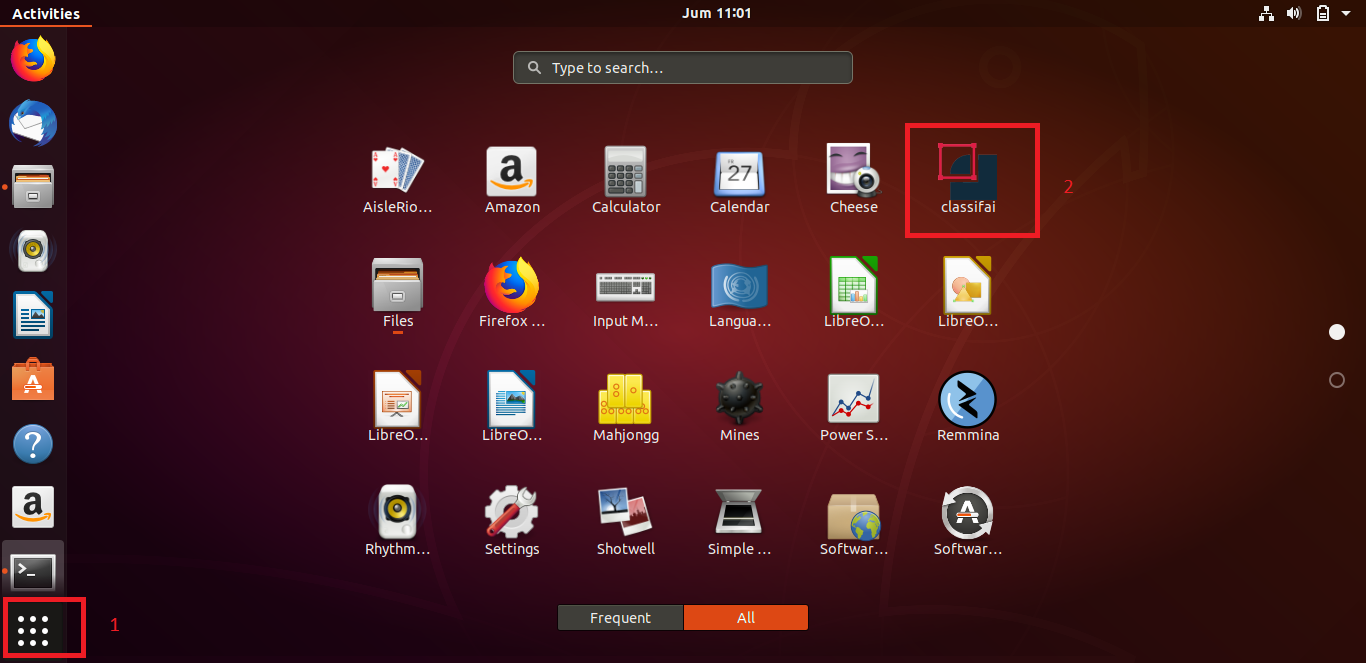 Activities
Jum 11:01
Type to search...
AisleRio... Amazon Calculator Calendar Cheese classifai
2
Files Firefox ... Input M... Langua... LibreO... LibreO...
LibreO... LibreO... Mahjongg Mines Power S... Remmina
Rhythm... Settings Shotwell Simple ... Softwar... Softwar...
1
Frequent All